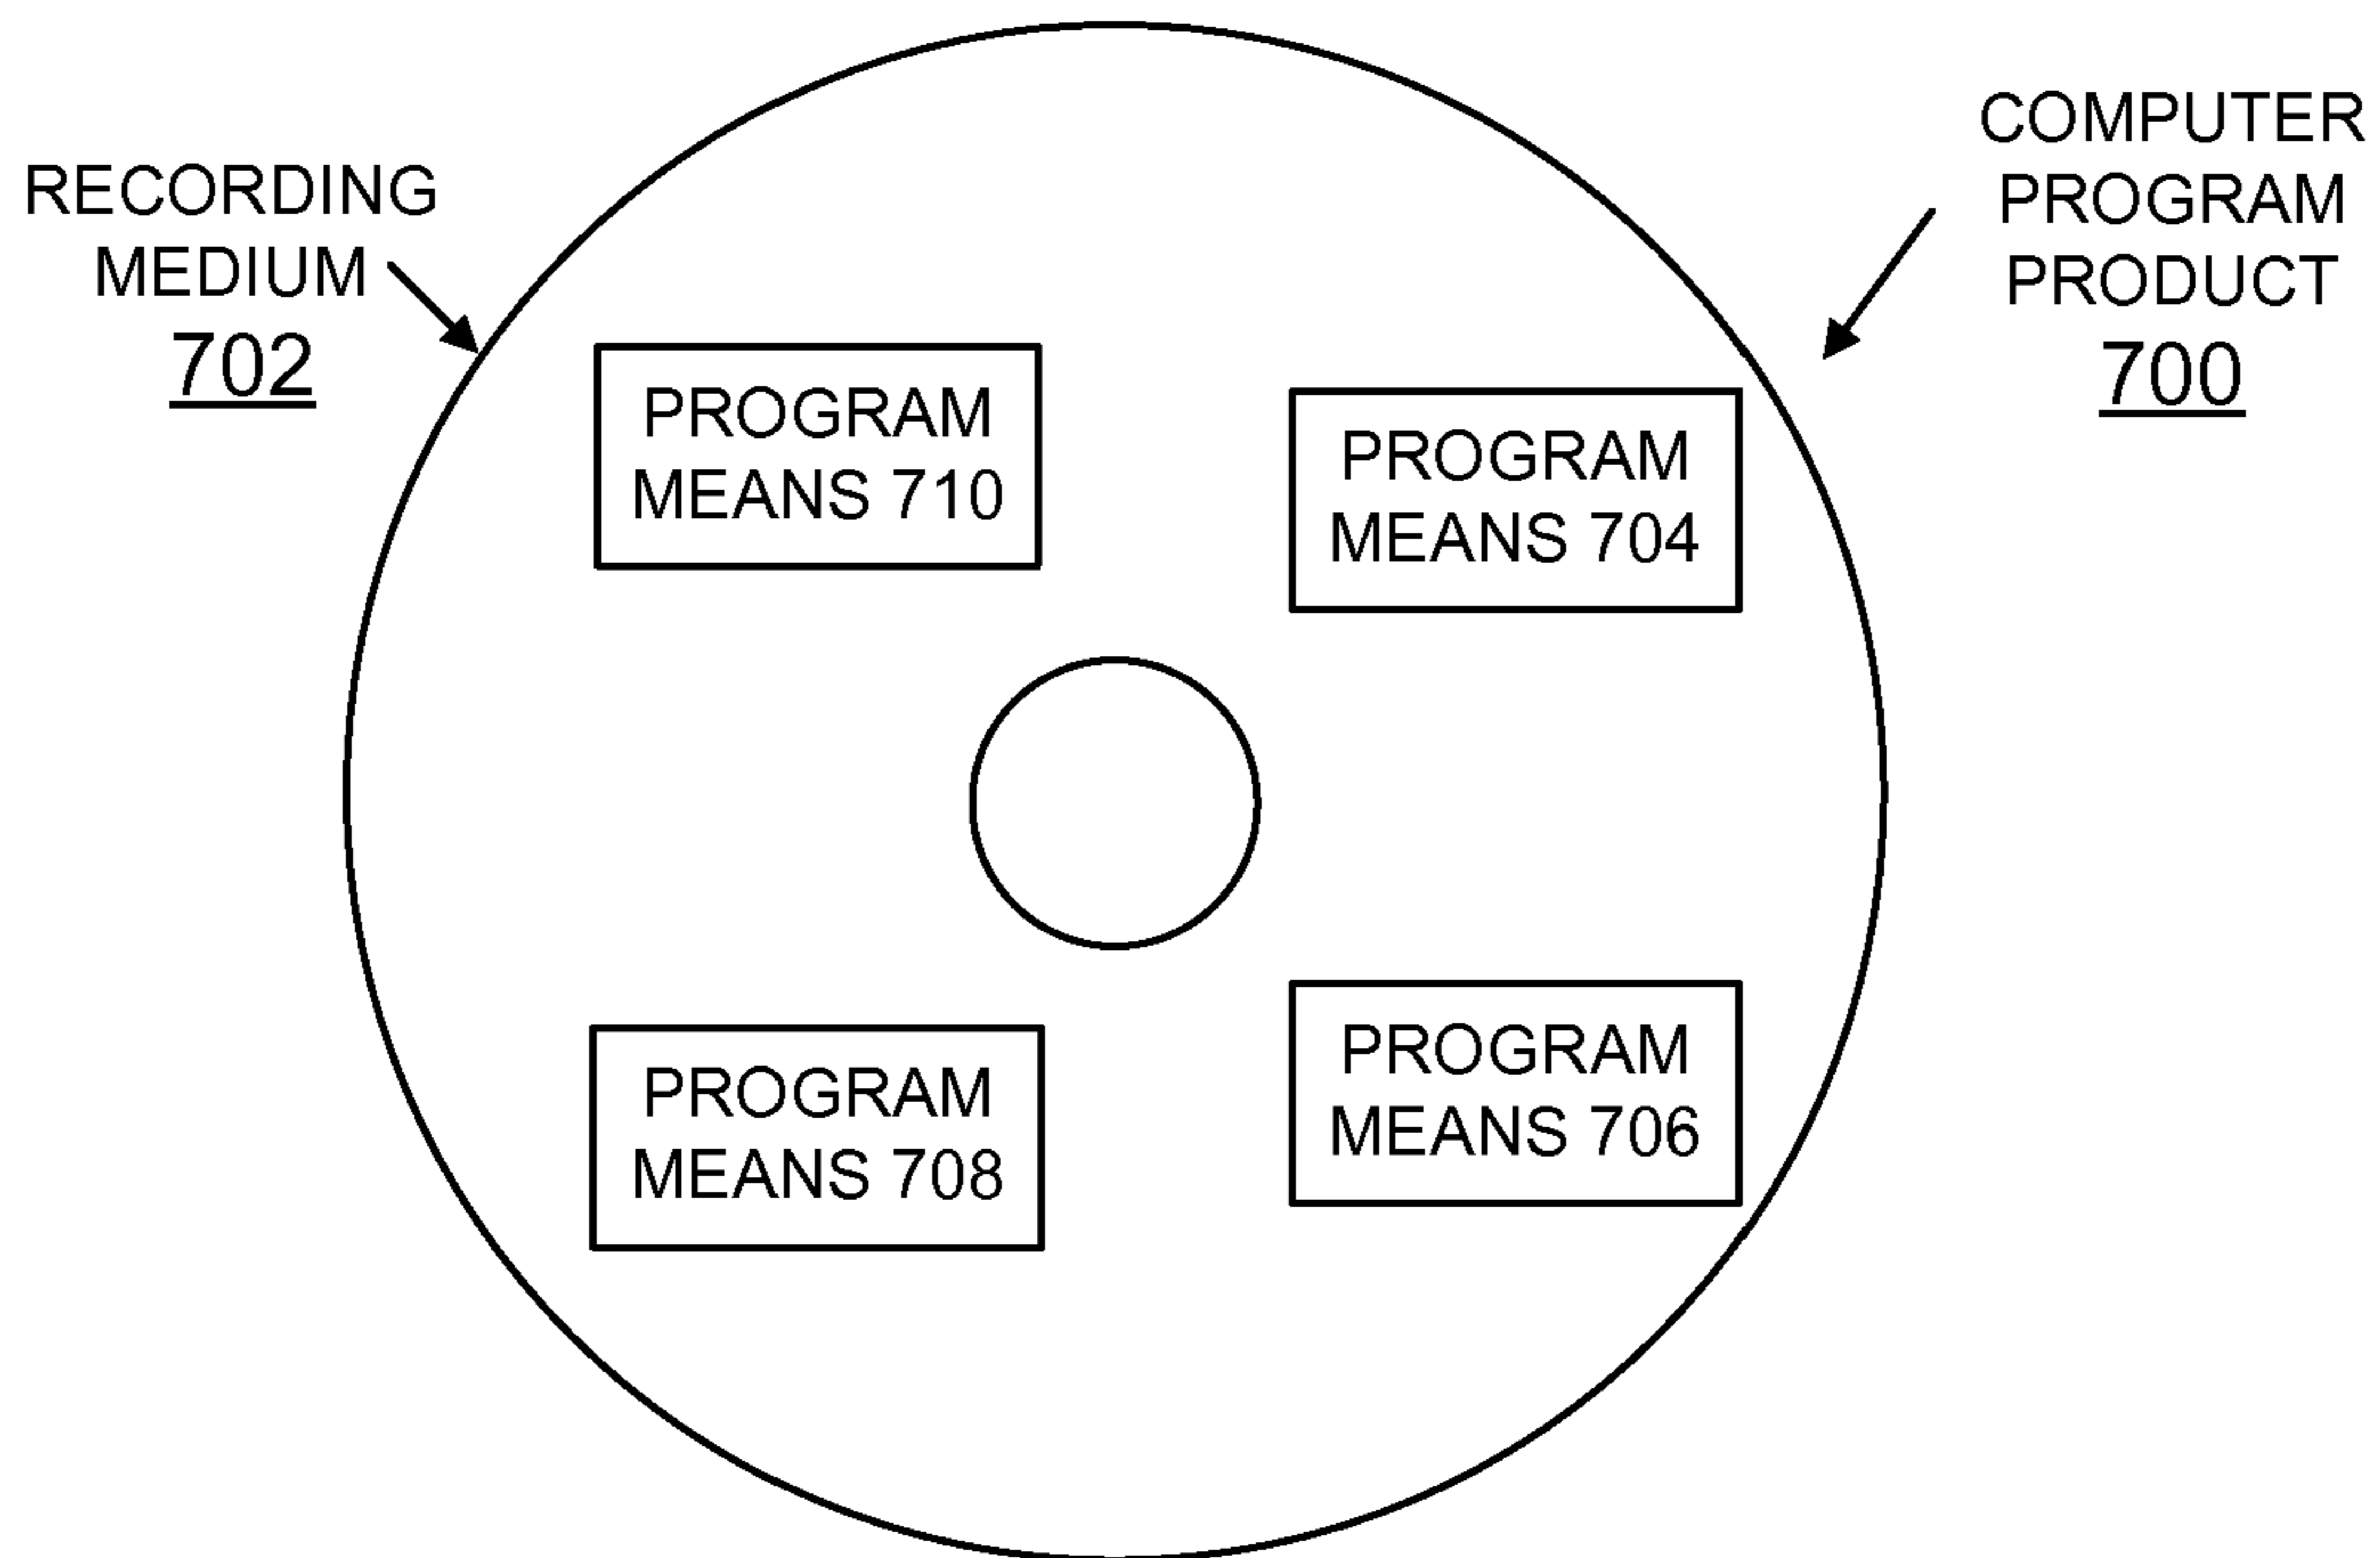 RECORDING
MEDIUM
702
COMPUTER
PROGRAM
PRODUCT
700
PROGRAM
MEANS 710
PROGRAM
MEANS 704
PROGRAM
MEANS 708
PROGRAM
MEANS 706